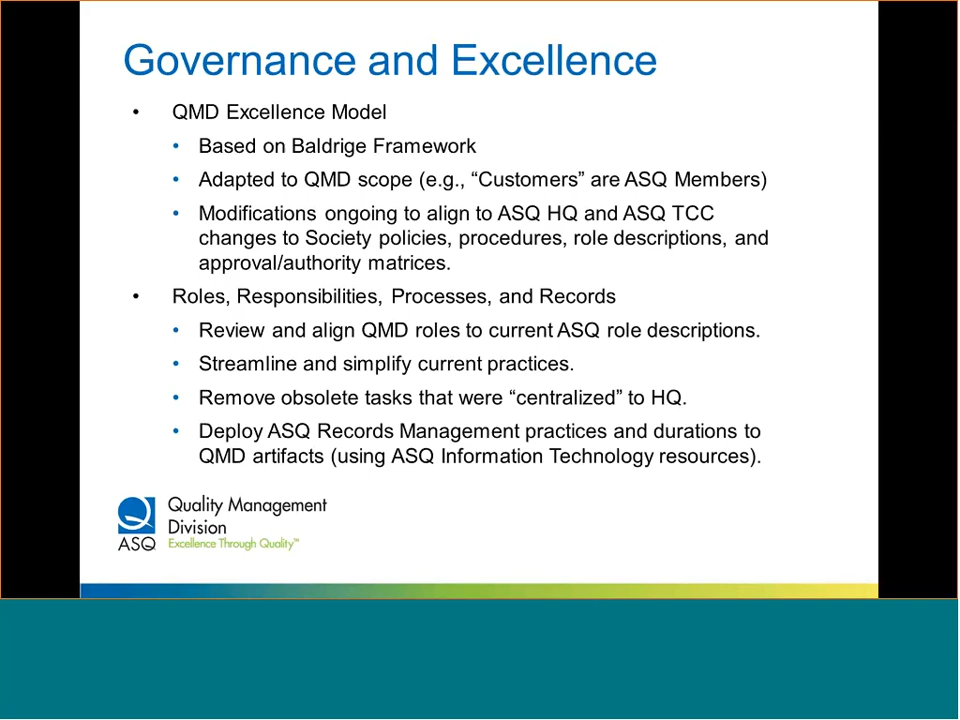 Governance and Excellence
• QMD Excellence Model
• Based on Baldrige Framework
• Adapted to QMD scope (e.g., “Customers” are ASQ Members)
• Modifications ongoing to align to ASQ HQ and ASQ TCC
changes to Society policies, procedures, role descriptions, and
approval/authority matrices.
• Roles, Responsibilities, Processes, and Records
• Review and align QMD roles to current ASQ role descriptions.
• Streamline and simplify current practices.
• Remove obsolete tasks that were “centralized” to HQ.
• Deploy ASQ Records Management practices and durations to
QMD artifacts (using ASQ Information Technology resources).
Quality Management
Division
ASQ
Excellence Through Quality™